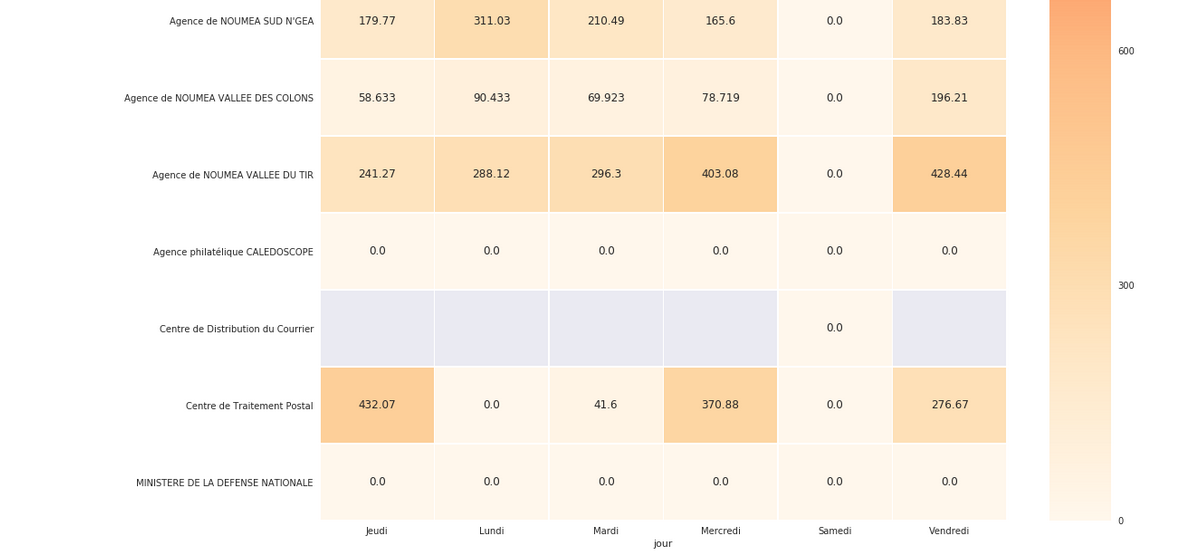 Agence de NOUMEA SUD N'GEA 179.77 311.03 210.49 165.6 0.0 183.83
600
Agence de NOUMEA VALLEE DES COLONS 58.633 90.433 69.923 78.719 0.0 196.21
Agence de NOUMEA VALLEE DU TIR 241.27 288.12 296.3 403.08 0.0 428.44
Agence philatélique CALEDOSCOPE 0.0 0.0 0.0 0.0 0.0 0.0
300
Centre de Distribution du Courrier 0.0
Centre de Traitement Postal 432.07 0.0 41.6 370.88 0.0 276.67
MINISTERE DE LA DEFENSE NATIONALE 0.0 0.0 0.0 0.0 0.0 0.0
0
Jeudi Lundi Mardi Mercredi Samedi Vendredi
jour